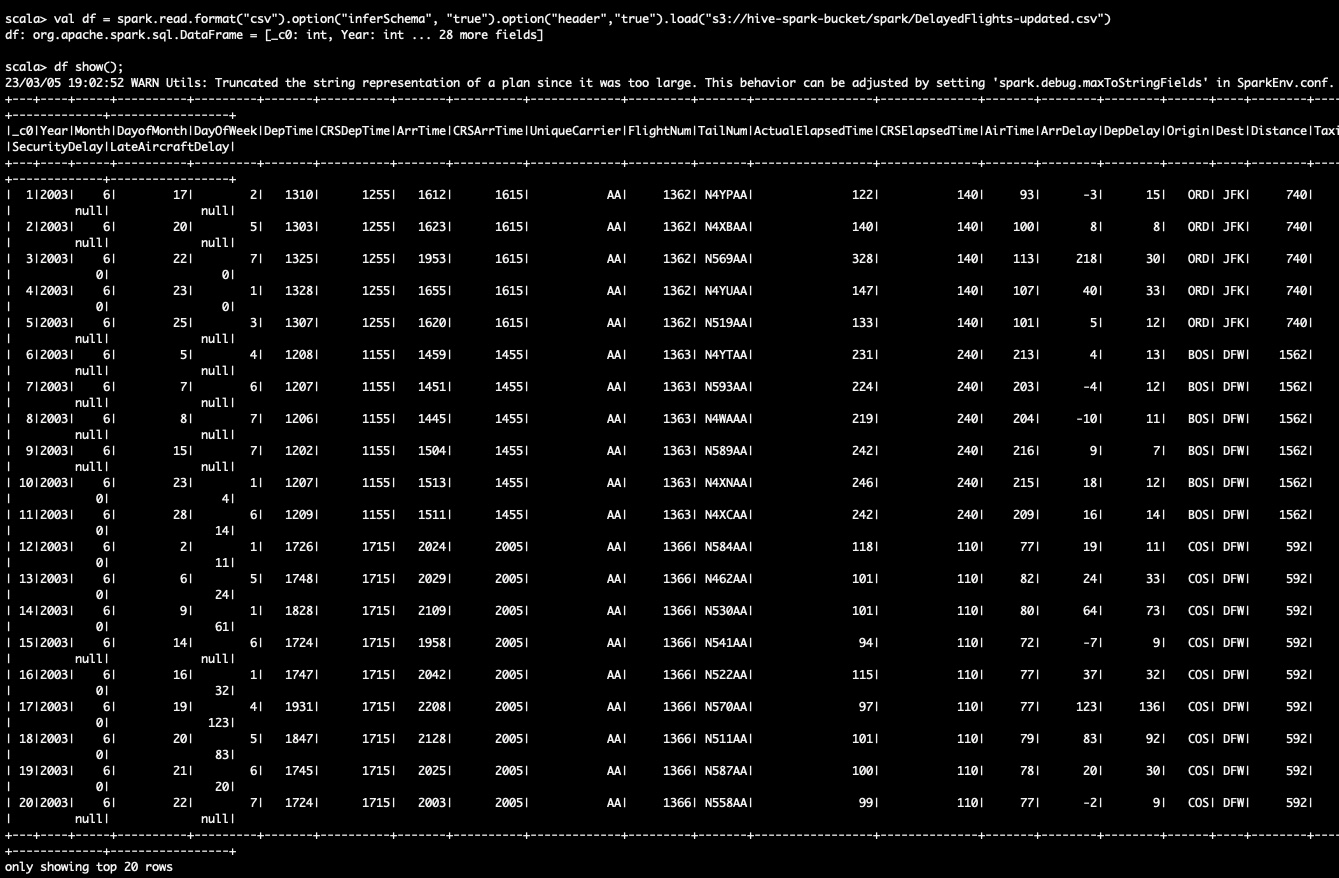 scala> val df = spark.read.format("csv").option("inferSchema", "true").option("header","true").load("s3://hive-spark-bucket/spark/DelayedFlights-updated.csv")
df: org.apache.spark.sql.DataFrame = [_c0: int, Year: int ... 28 more fields]
scala> df show();
23/03/05 19:02:52 WARN Utils: Truncated the string representation of a plan since it was too large. This behavior can be adjusted by setting 'spark.debug.maxToStringFields' in SparkEnv.conf.
+---+----+-----+----------+---------+-------+----------+-------+----------+-------------+---------+-------+-----------------+--------------+-------+--------+--------+------+----+--------+----
+-------------+-----------------+
|_c0|Year|Month|DayofMonth|DayOfWeek|DepTime|CRSDepTime|ArrTime|CRSArrTime|UniqueCarrier|FlightNum|TailNum|ActualElapsedTime|CRSElapsedTime|AirTime|ArrDelay|DepDelay|Origin|Dest|Distance|Taxi
|SecurityDelay|LateAircraftDelay|
+---+----+-----+----------+---------+-------+----------+-------+----------+-------------+---------+-------+-----------------+--------------+-------+--------+--------+------+----+--------+----
+-------------+-----------------+
| 1|2003| 6| 17| 2| 1310| 1255| 1612| 1615| AA| 1362| N4YPAA| 122| 140| 93| -3| 15| ORD| JFK| 740|
| null| null|
| 2|2003| 6| 20| 5| 1303| 1255| 1623| 1615| AA| 1362| N4XBAA| 140| 140| 100| 8| 8| ORD| JFK| 740|
| null| null|
| 3|2003| 6| 22| 7| 1325| 1255| 1953| 1615| AA| 1362| N569AA| 328| 140| 113| 218| 30| ORD| JFK| 740|
| 0| 0|
| 4|2003| 6| 23| 1| 1328| 1255| 1655| 1615| AA| 1362| N4YUAA| 147| 140| 107| 40| 33| ORD| JFK| 740|
| 0| 0|
| 5|2003| 6| 25| 3| 1307| 1255| 1620| 1615| AA| 1362| N519AA| 133| 140| 101| 5| 12| ORD| JFK| 740|
| null| null|
| 6|2003| 6| 5| 4| 1208| 1155| 1459| 1455| AA| 1363| N4YTAA| 231| 240| 213| 4| 13| BOS| DFW| 1562|
| null| null|
| 7|2003| 6| 7| 6| 1207| 1155| 1451| 1455| AA| 1363| N593AA| 224| 240| 203| -4| 12| BOS| DFW| 1562|
| null| null|
| 8|2003| 6| 8| 7| 1206| 1155| 1445| 1455| AA| 1363| N4WAAA| 219| 240| 204| -10| 11| BOS| DFW| 1562|
| null| null|
| 9|2003| 6| 15| 7| 1202| 1155| 1504| 1455| AA| 1363| N589AA| 242| 240| 216| 9| 7| BOS| DFW| 1562|
| null| null|
| 10|2003| 6| 23| 1| 1207| 1155| 1513| 1455| AA| 1363| N4XNAA| 246| 240| 215| 18| 12| BOS| DFW| 1562|
| 0| 4|
| 11|2003| 6| 28| 6| 1209| 1155| 1511| 1455| AA| 1363| N4XCAA| 242| 240| 209| 16| 14| BOS| DFW| 1562|
| 0| 14|
| 12|2003| 6| 2| 1| 1726| 1715| 2024| 2005| AA| 1366| N584AA| 118| 110| 77| 19| 11| COS| DFW| 592|
| 0| 11|
| 13|2003| 6| 6| 5| 1748| 1715| 2029| 2005| AA| 1366| N462AA| 101| 110| 82| 24| 33| COS| DFW| 592|
| 0| 24|
| 14|2003| 6| 9| 1| 1828| 1715| 2109| 2005| AA| 1366| N530AA| 101| 110| 80| 64| 73| COS| DFW| 592|
| 0| 61|
| 15|2003| 6| 14| 6| 1724| 1715| 1958| 2005| AA| 1366| N541AA| 94| 110| 72| -7| 9| COS| DFW| 592|
| null| null|
| 16|2003| 6| 16| 1| 1747| 1715| 2042| 2005| AA| 1366| N522AA| 115| 110| 77| 37| 32| COS| DFW| 592|
| 0| 32|
| 17|2003| 6| 19| 4| 1931| 1715| 2208| 2005| AA| 1366| N570AA| 97| 110| 77| 123| 136| COS| DFW| 592|
| 0| 123|
| 18|2003| 6| 20| 5| 1847| 1715| 2128| 2005| AA| 1366| N511AA| 101| 110| 79| 83| 92| COS| DFW| 592|
| 0| 83|
| 19|2003| 6| 21| 6| 1745| 1715| 2025| 2005| AA| 1366| N587AA| 100| 110| 78| 20| 30| COS| DFW| 592|
| 0| 20|
| 20|2003| 6| 22| 7| 1724| 1715| 2003| 2005| AA| 1366| N558AA| 99| 110| 77| -2| 9| COS| DFW| 592|
| null| null|
+---+----+-----+----------+---------+-------+----------+-------+----------+-------------+---------+-------+-----------------+--------------+-------+--------+--------+------+----+--------+----
+-------------+-----------------+
only showing top 20 rows